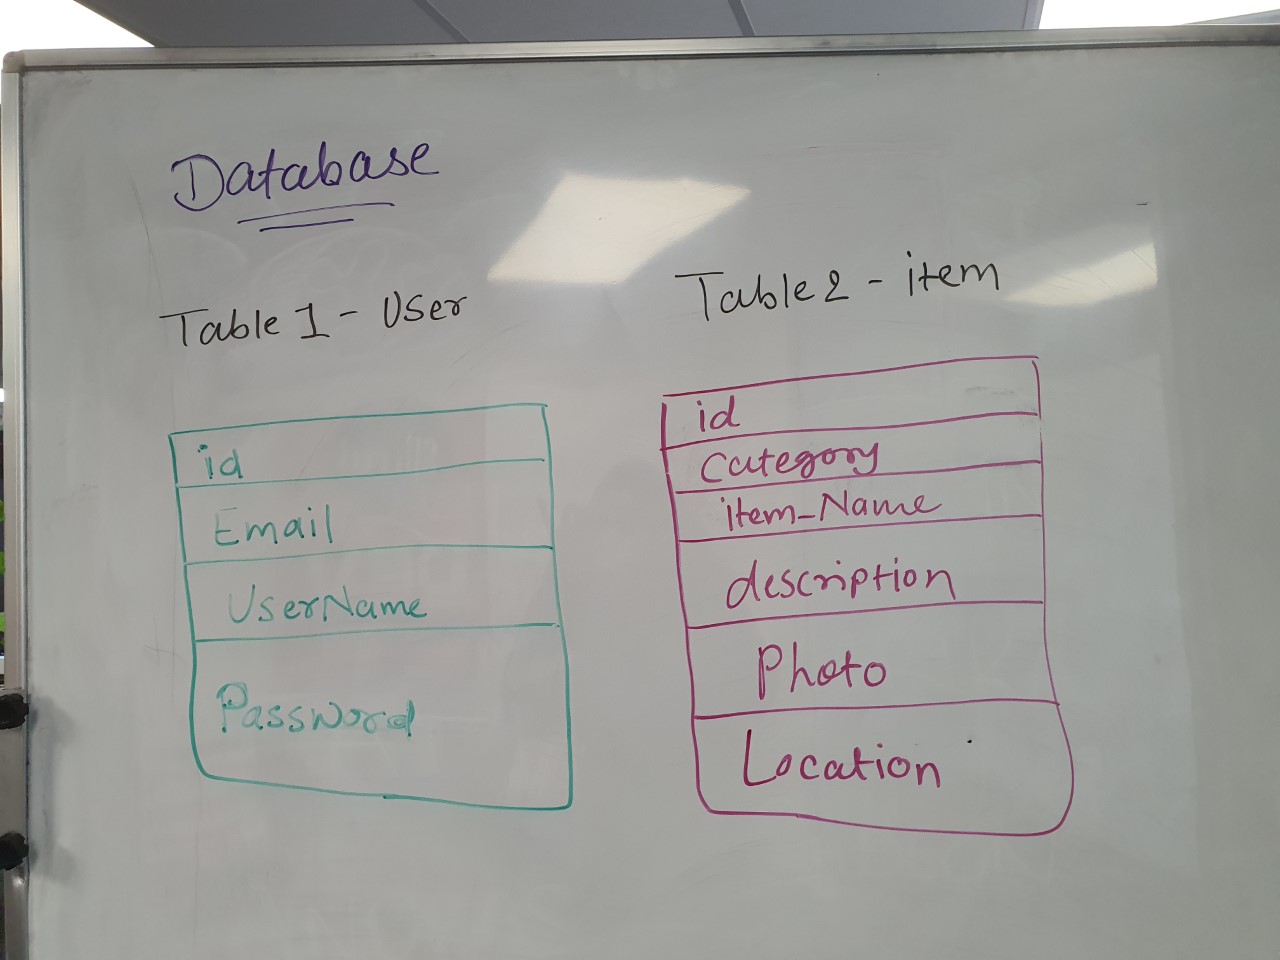 Database
Table 1 - User
id
Email
UserName
Password
Table 2 - item
id
Category
item_Name
description
Photo
Location